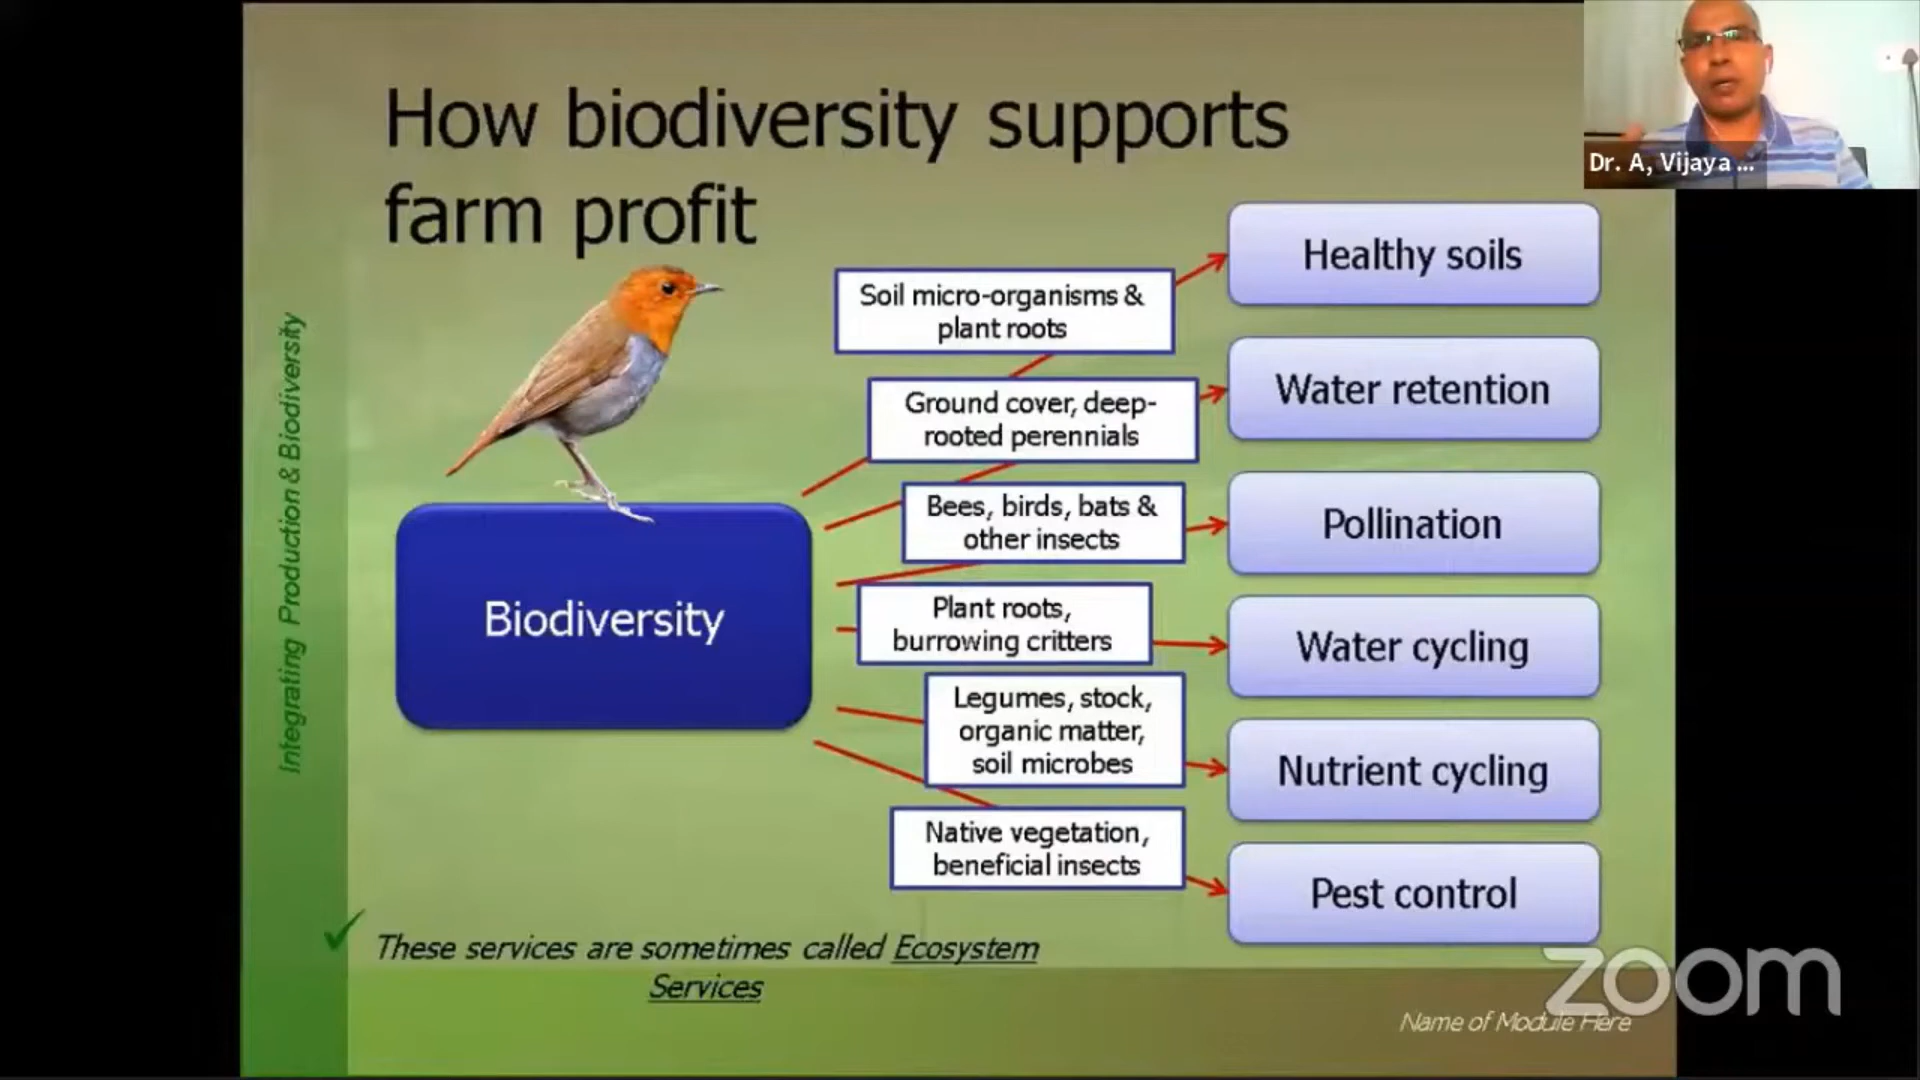 How biodiversity supports
farm profit
Dr. A, Vijaya ...
Integrating Production & Biodiversity
Biodiversity
Soil micro-organisms &
plant roots
Healthy soils
Ground cover, deep-
rooted perennials
Water retention
Bees, birds, bats &
other insects
Pollination
Plant roots,
burrowing critters
Water cycling
Legumes, stock,
organic matter,
soil microbes
Nutrient cycling
Native vegetation,
beneficial insects
Pest control
These services are sometimes called Ecosystem
Services
zoom
Name of Module Here